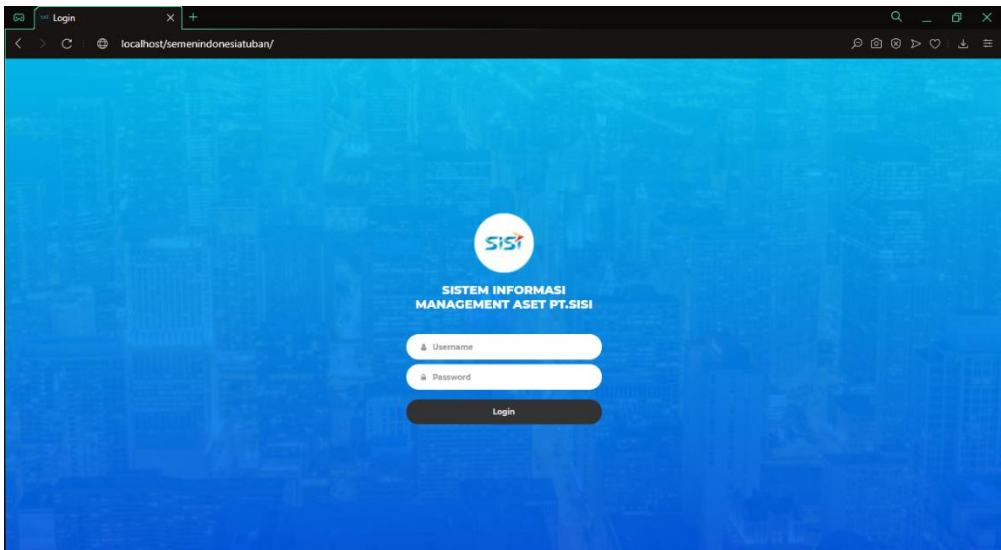 Login
localhost/semenindonesiatuban/
sisi
SISTEM INFORMASI
MANAGEMENT ASET PT.SISI
Username
Password
Login